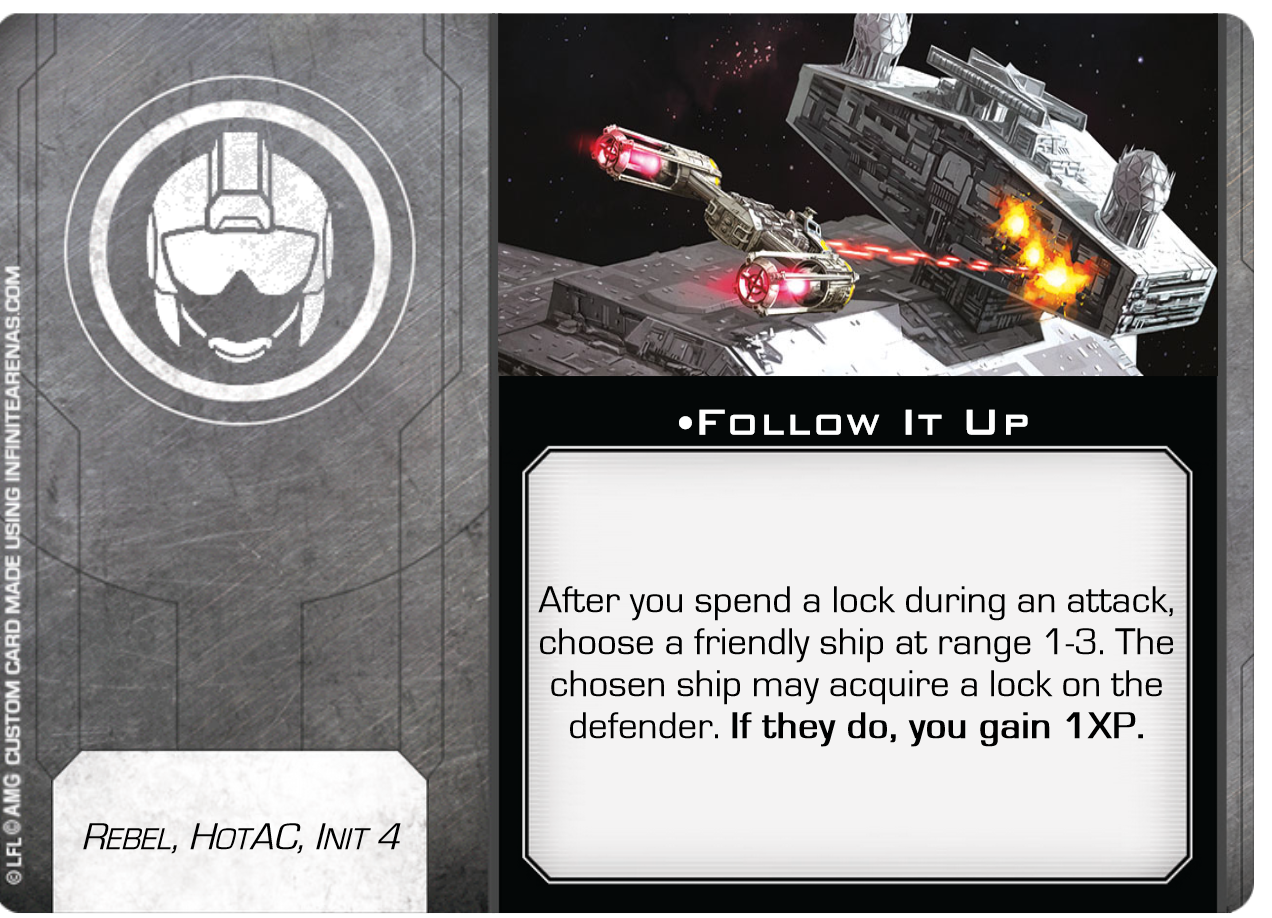 •Follow It Up
After you spend a lock during an attack,
choose a friendly ship at range 1-3. The
chosen ship may acquire a lock on the
defender. If they do, you gain 1XP.
Rebel, HotAC, Init 4
©LFL ©AMG CUSTOM CARD MADE USING INFINITEARENAS.COM